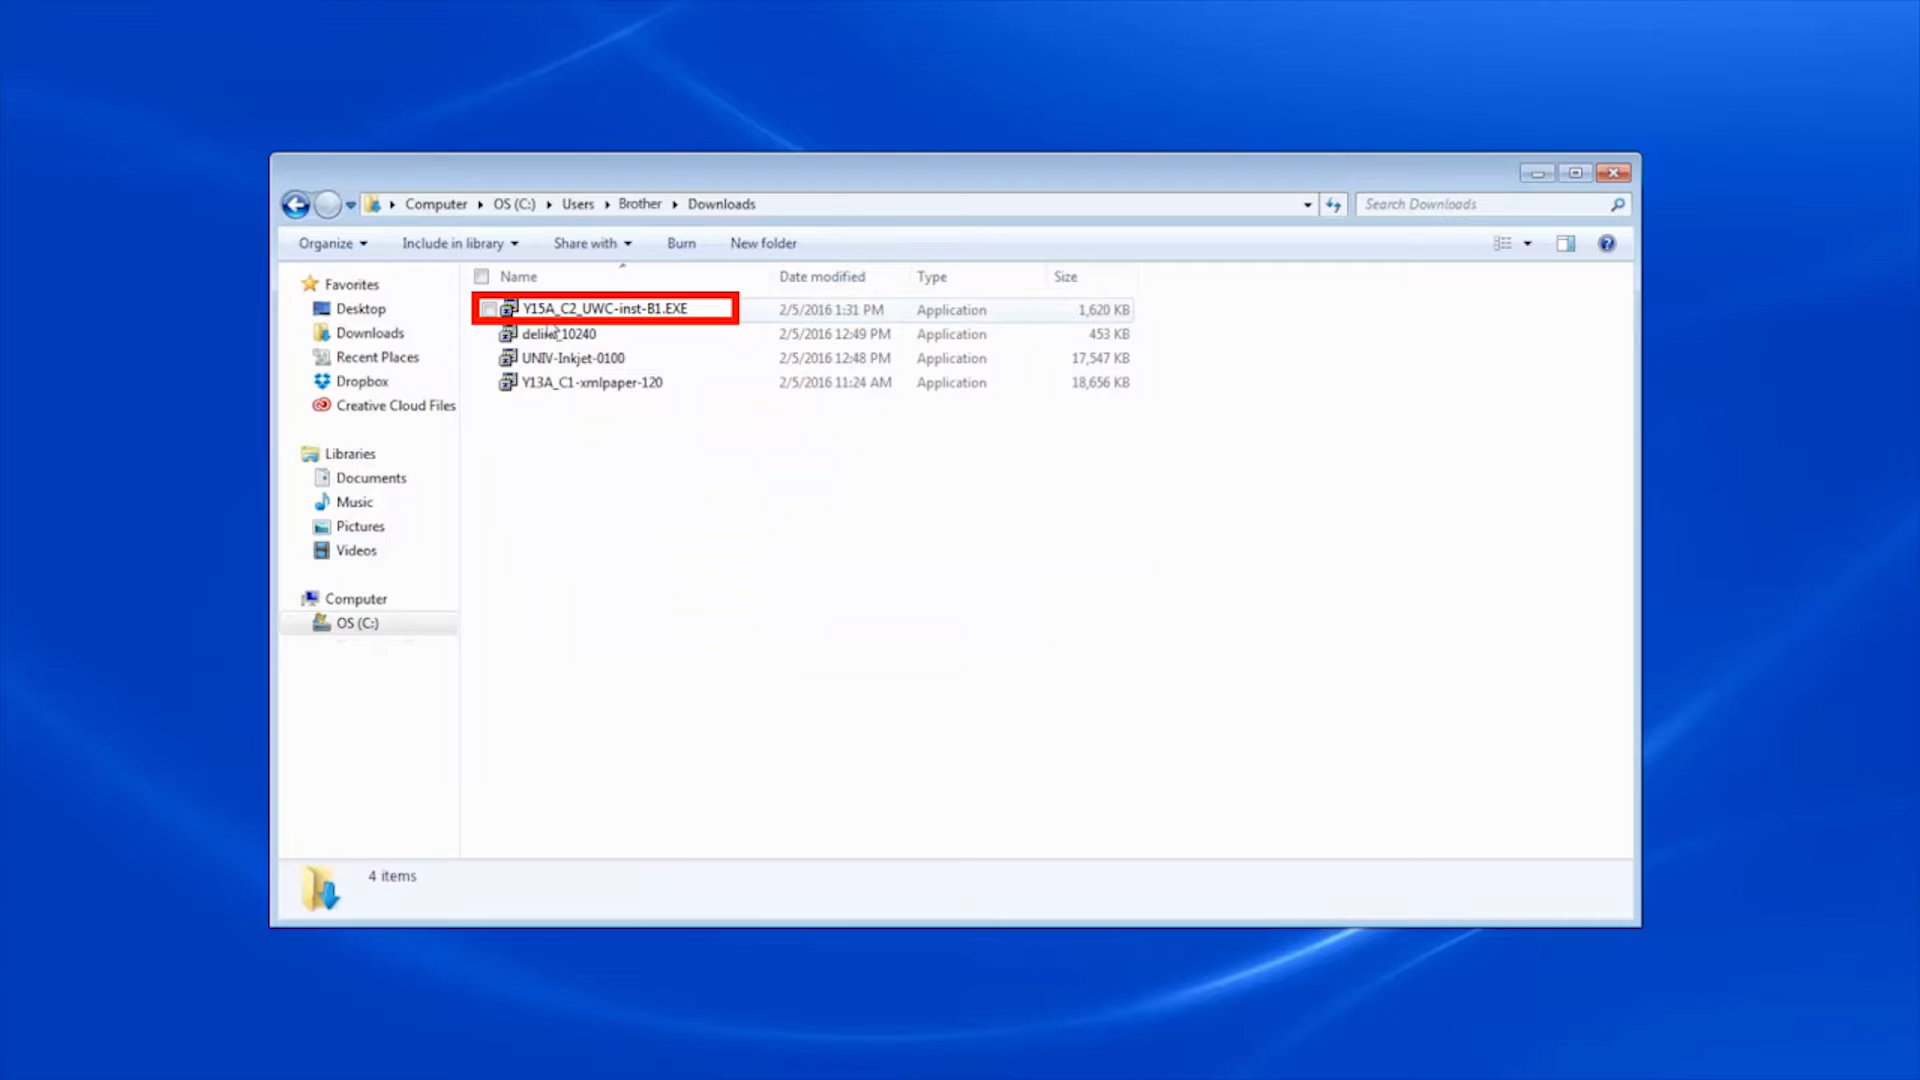 Computer OS (C:) Users Brother Downloads
Search Downloads
Organize Include in library Share with Burn New folder
Favorites
Desktop
Downloads
Recent Places
Dropbox
Creative Cloud Files
Libraries
Documents
Music
Pictures
Videos
Computer
OS (C:)
Name Date modified Type Size
Y15A_C2_UWC-inst-B1.EXE 2/5/2016 1:31 PM Application 1,620 KB
2/5/2016 12:49 PM Application 453 KB
UNIV-Inkjet-0100 2/5/2016 12:48 PM Application 17,547 KB
Y13A_C1-xmlpaper-120 2/5/2016 11:24 AM Application 18,656 KB
4 items